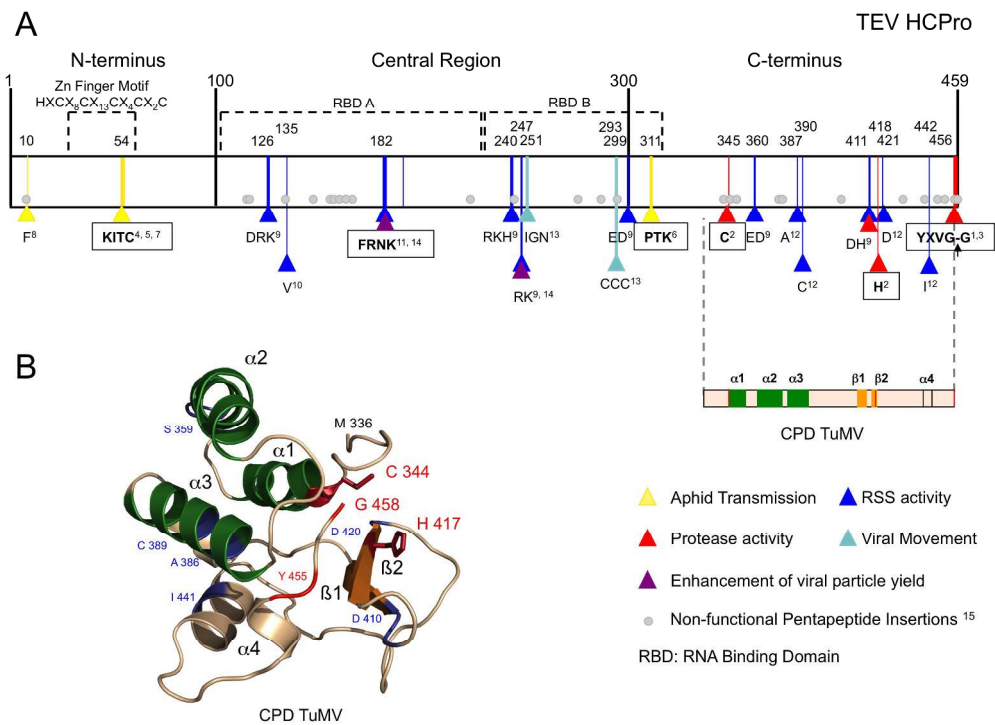 A
TEV HCPro
N-terminus
Central Region
C-terminus
1
100
300
459
Zn Finger Motif
HXCX8CX13CX4CX2C
RBD A
RBD B
10
54
126
135
182
240
247
251
293
299
311
345
360
387
390
411
418
421
442
456
F8
KITC4, 5, 7
DRK9
V10
FRNK11, 14
RKH9
IGN13
RK9, 14
ED9
CCC13
PTK6
C2
ED9
A12
C12
DH9
D12
H2
I12
YXVG-G1,3
α1
α2
α3
β1
β2
α4
CPD TuMV
B
α2
S 359
M 336
α1
C 344
α3
G 458
D 420
H 417
C 389
A 386
Y 455
ß2
I 441
ß1
D 410
α4
CPD TuMV
Aphid Transmission
RSS activity
Protease activity
Viral Movement
Enhancement of viral particle yield
Non-functional Pentapeptide Insertions 15
RBD: RNA Binding Domain